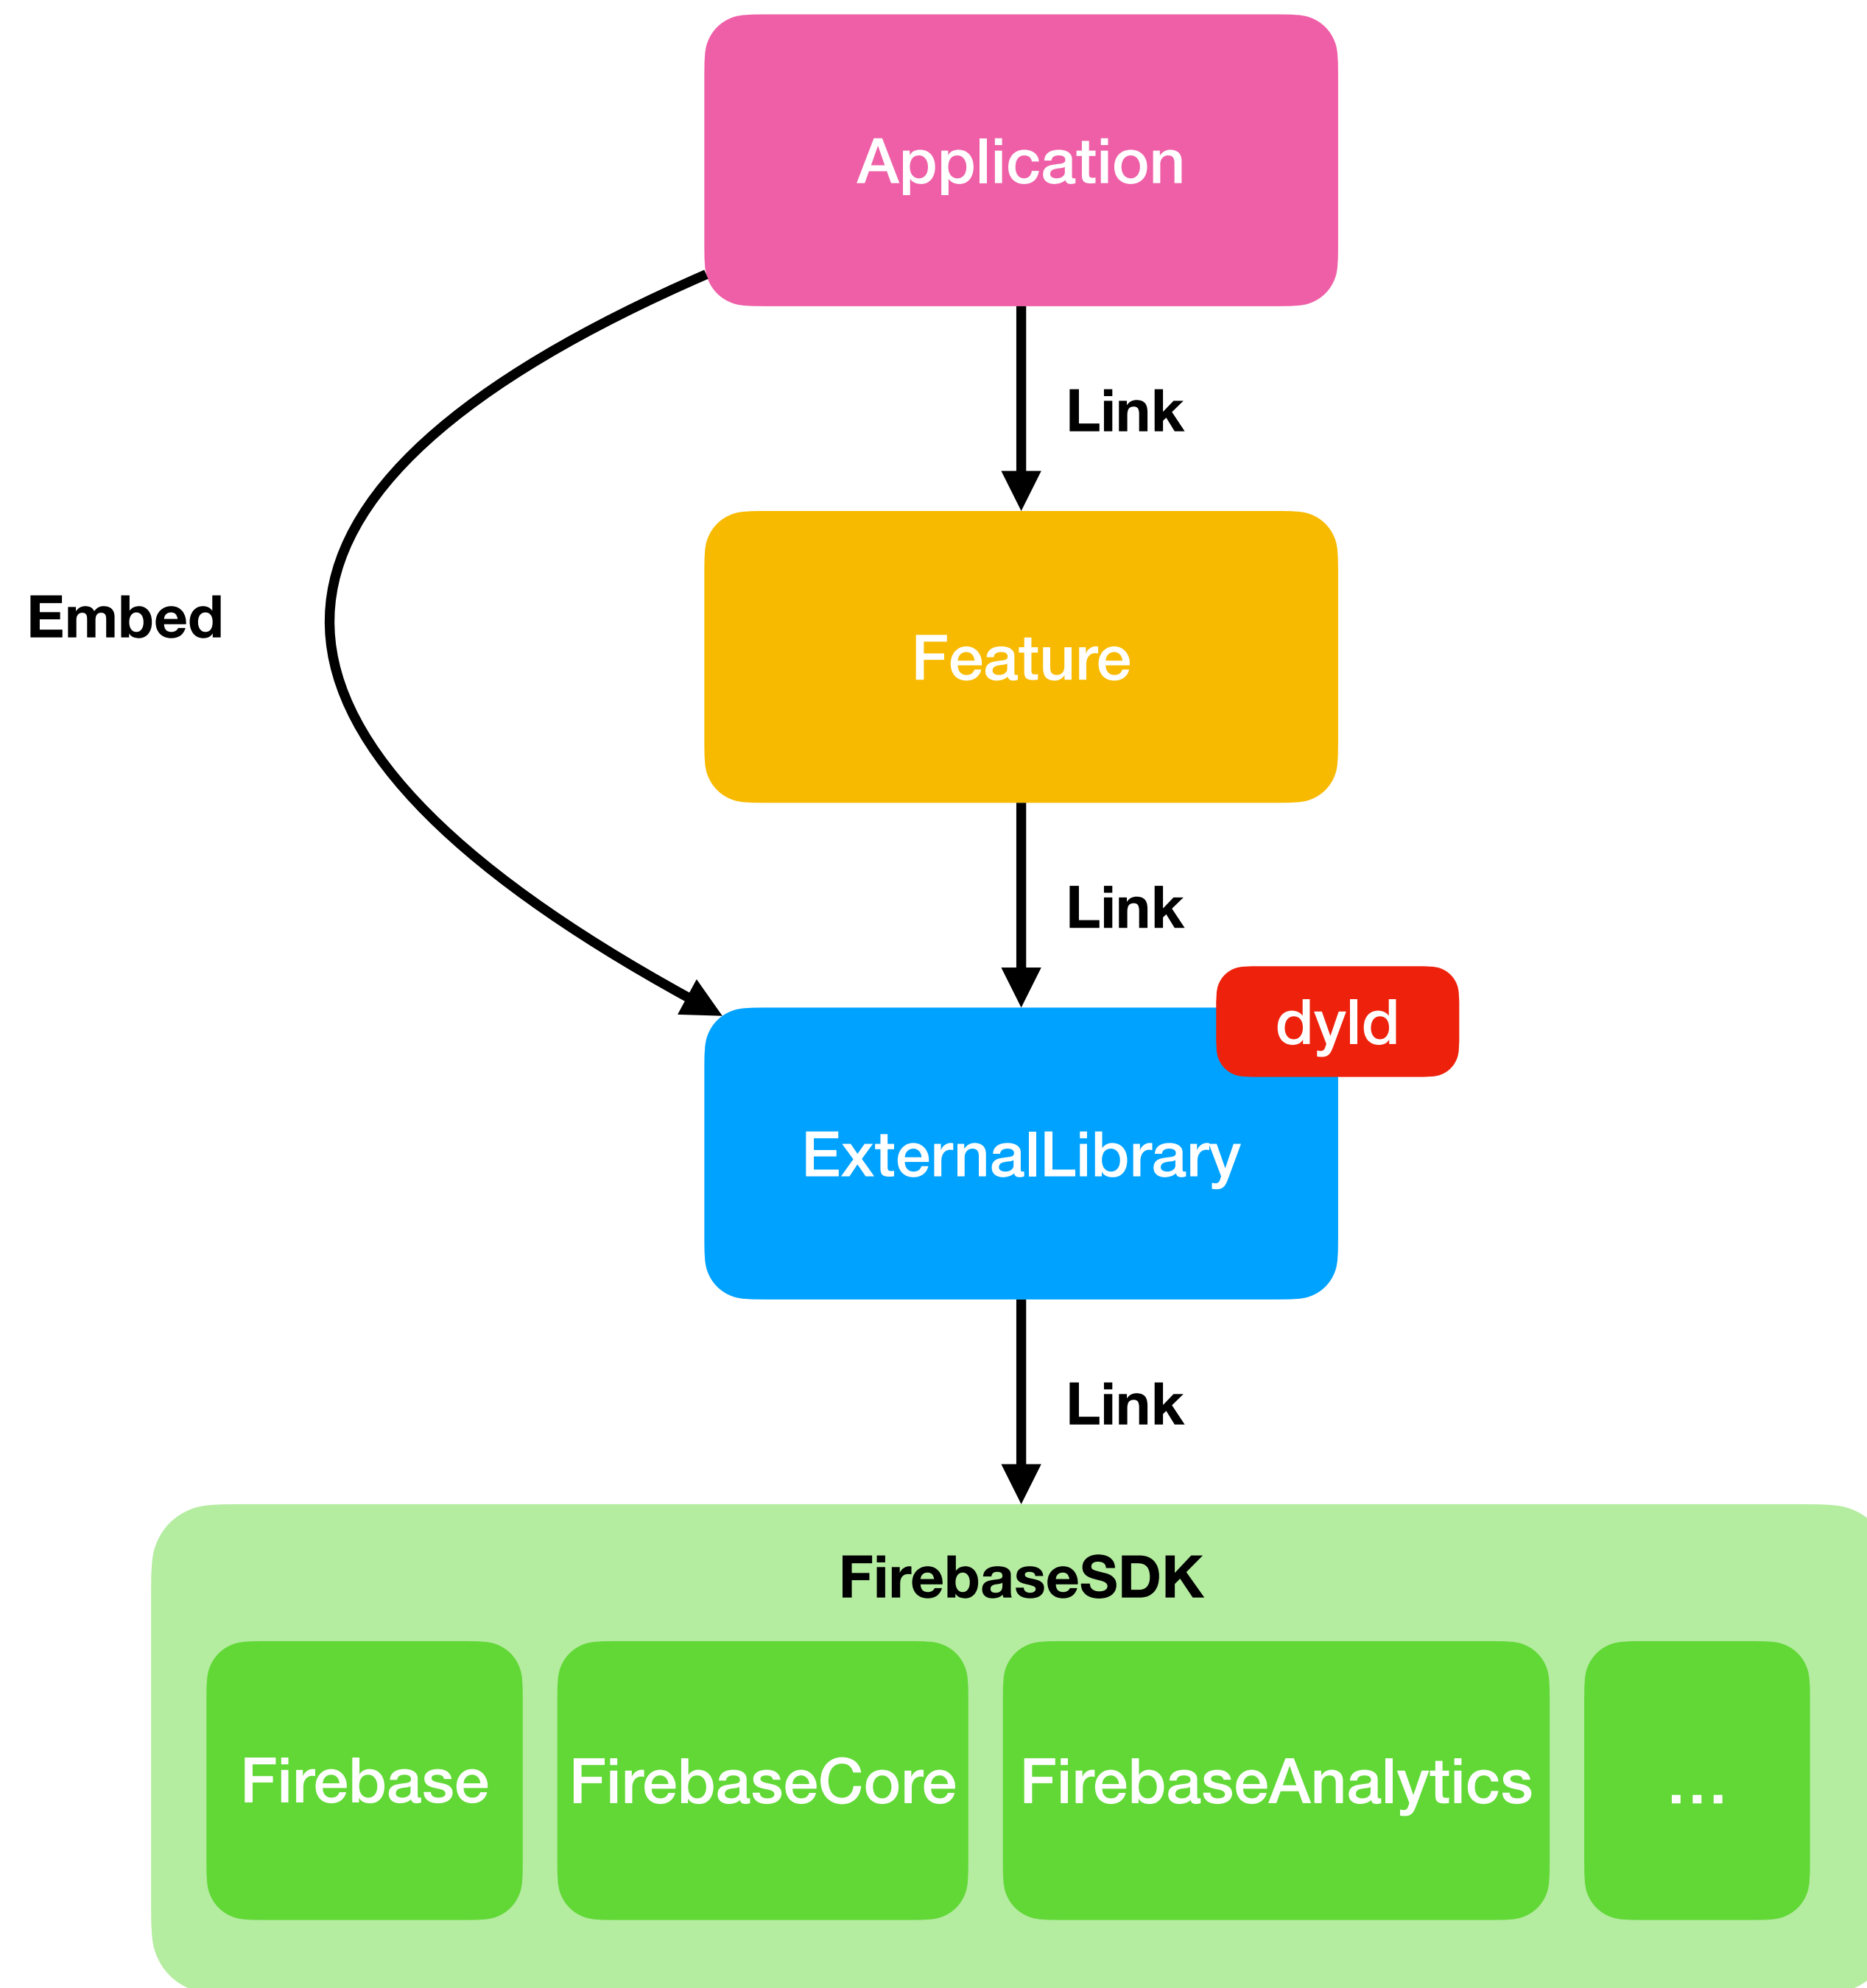 Application
Link
Embed
Feature
Link
dyld
ExternalLibrary
Link
FirebaseSDK
Firebase
FirebaseCore
FirebaseAnalytics
...